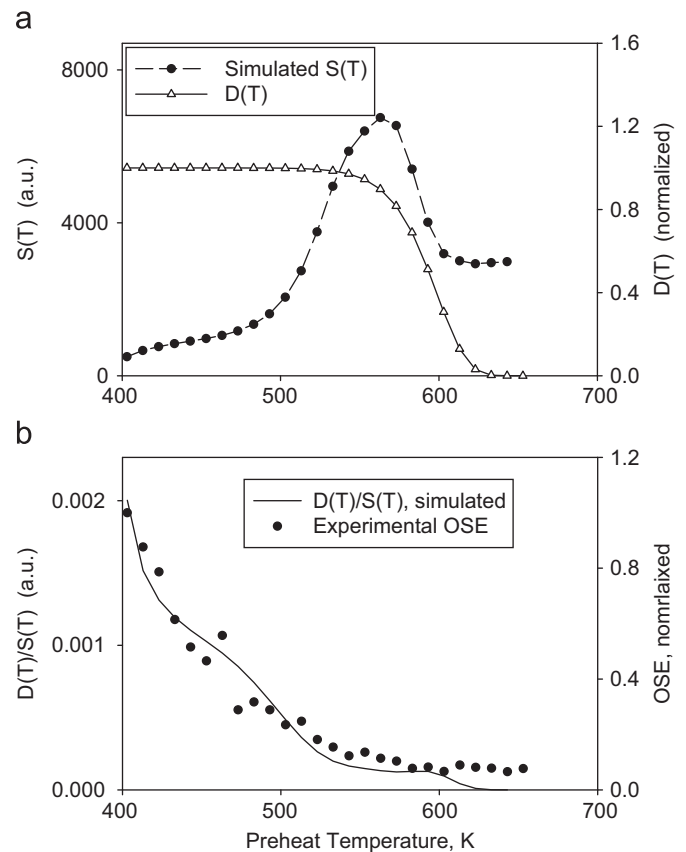 a
8000
4000
0
S(T) (a.u.)
Simulated S(T)
D(T)
1.6
1.2
0.8
0.4
0.0
D(T) (normalized)
400
500
600
700
b
0.002
0.001
0.000
D(T)/S(T) (a.u.)
D(T)/S(T), simulated
Experimental OSE
1.2
0.8
0.4
0.0
OSE, nomrlaixed
400
500
600
700
Preheat Temperature, K